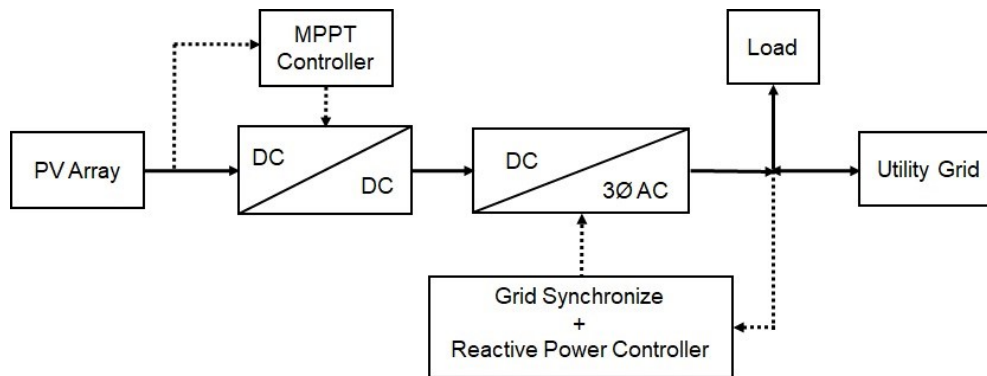 MPPT
Controller
Load
PV Array
DC
DC
DC
3Ø AC
Utility Grid
Grid Synchronize
+
Reactive Power Controller